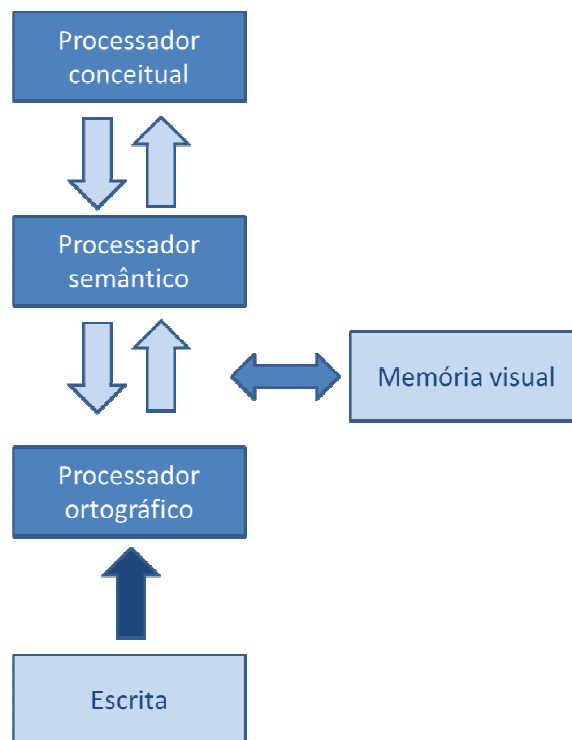 Processador
conceitual
Processador
semântico
Memória visual
Processador
ortográfico
Escrita